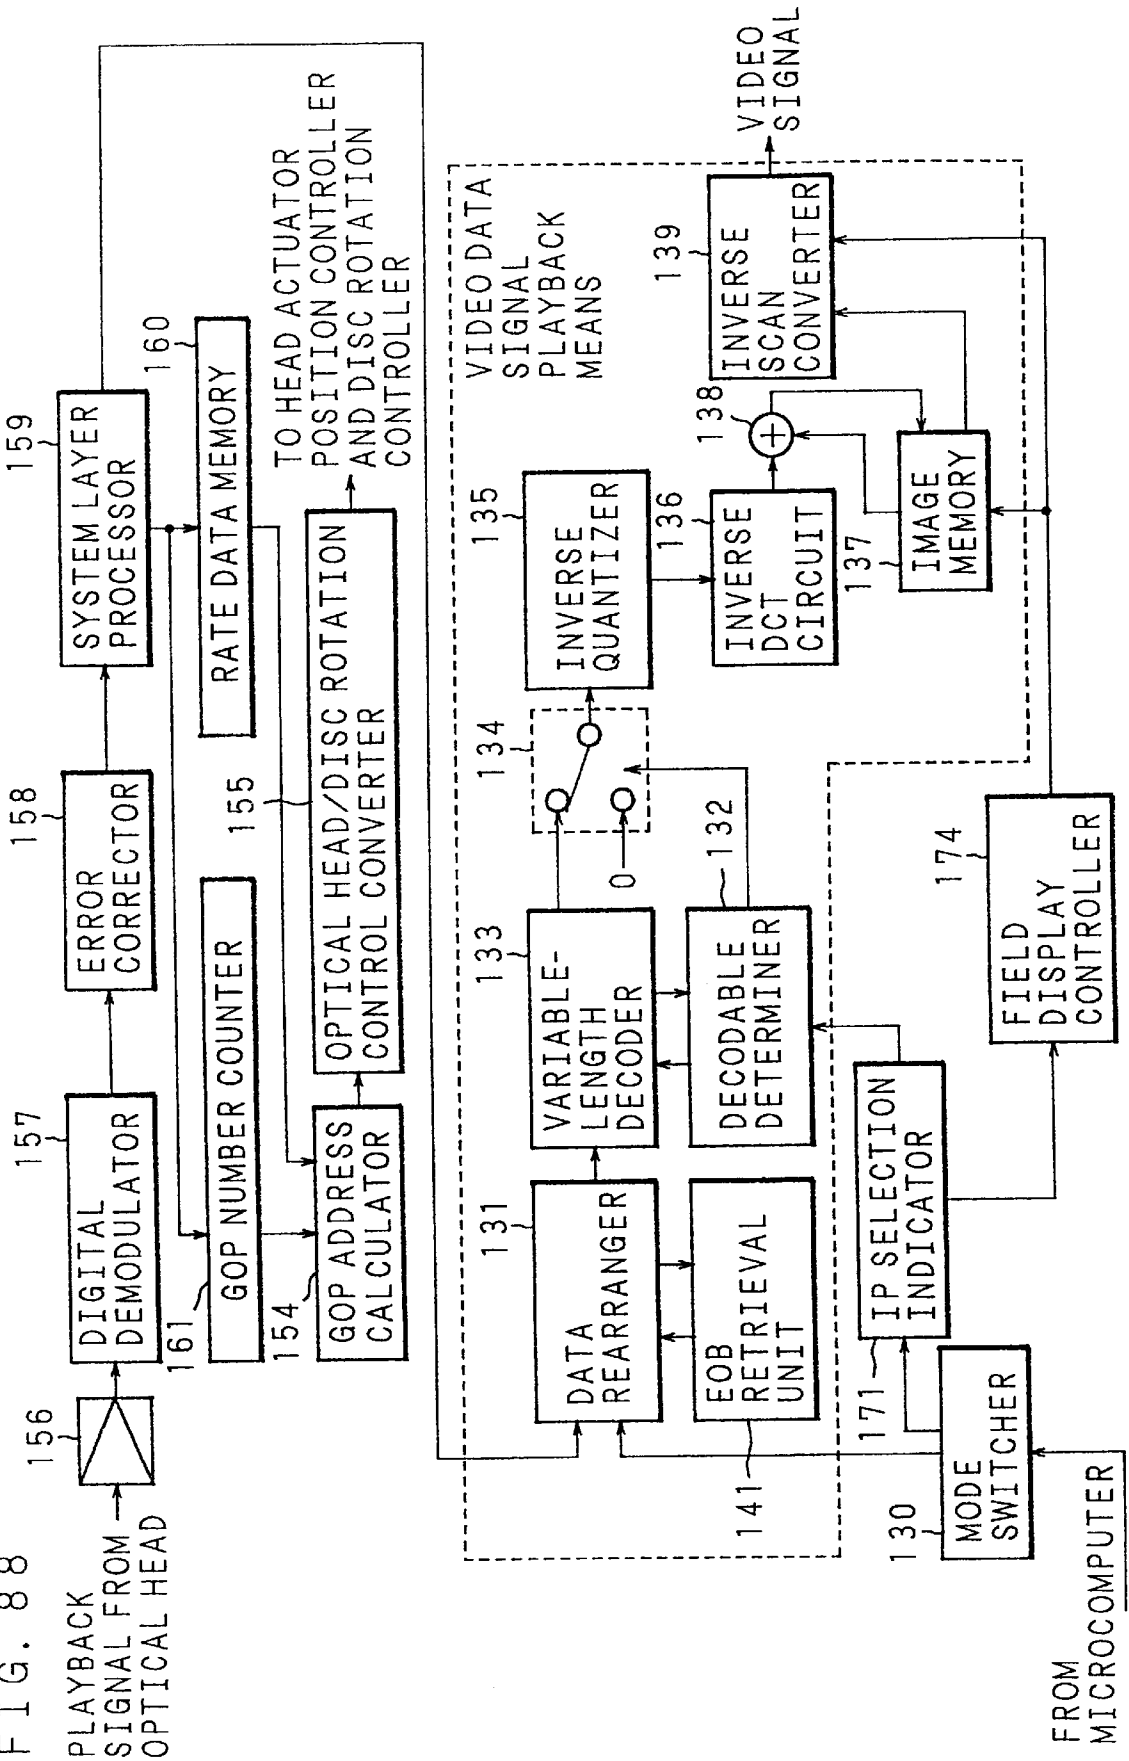 FIG. 88
PLAYBACK
SIGNAL FROM
OPTICAL HEAD
156
157
DIGITAL
DEMODULATOR
158
ERROR
CORRECTOR
159
SYSTEM LAYER
PROCESSOR
161
GOP NUMBER COUNTER
160
RATE DATA MEMORY
154
GOP ADDRESS
CALCULATOR
155
OPTICAL HEAD/DISC ROTATION
CONTROL CONVERTER
TO HEAD ACTUATOR
POSITION CONTROLLER
AND DISC ROTATION
CONTROLLER
VIDEO DATA
SIGNAL
PLAYBACK
MEANS
131
DATA
REARRANGER
133
VARIABLE-
LENGTH
DECODER
134
0
135
INVERSE
QUANTIZER
141
EOB
RETRIEVAL
UNIT
132
DECODABLE
DETERMINER
136
INVERSE
DCT
CIRCUIT
138
+
139
INVERSE
SCAN
CONVERTER
VIDEO
SIGNAL
137
IMAGE
MEMORY
171
IP SELECTION
INDICATOR
130
MODE
SWITCHER
174
FIELD
DISPLAY
CONTROLLER
FROM
MICROCOMPUTER